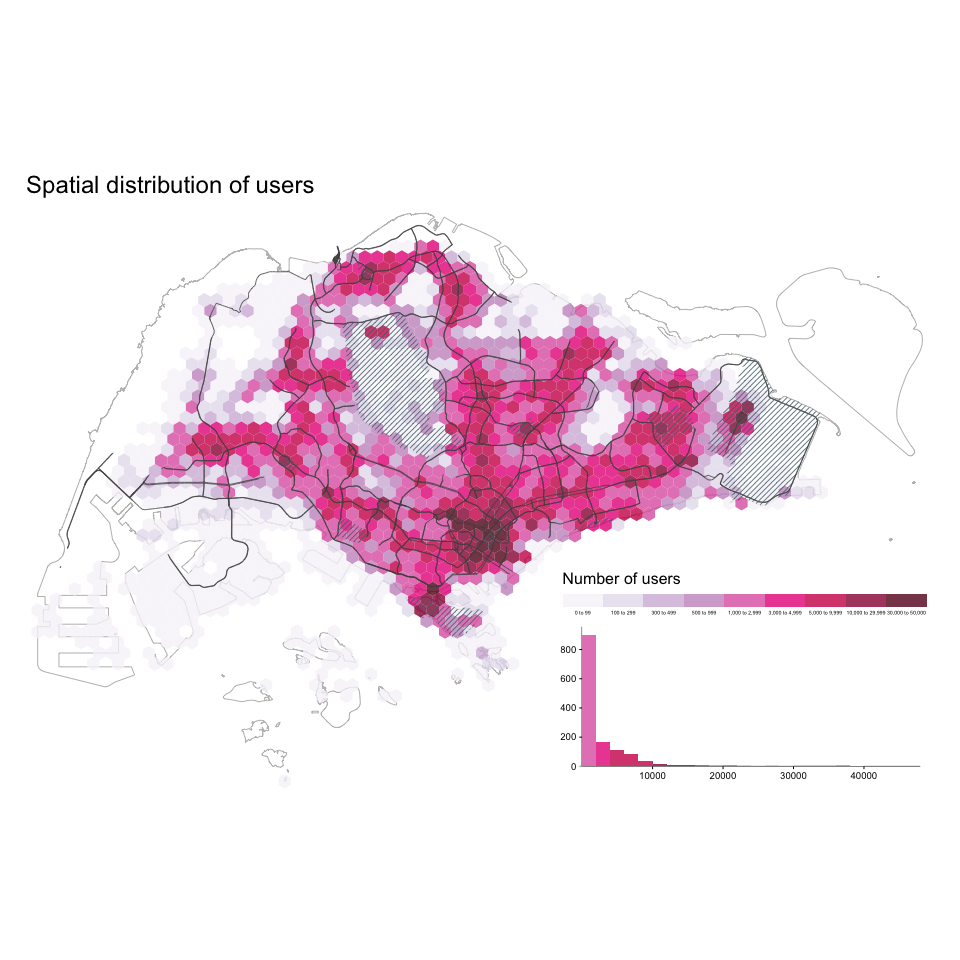 Spatial distribution of users
Number of users
0 to 99 100 to 299 300 to 499 500 to 999 1,000 to 2,999 3,000 to 4,999 5,000 to 9,999 10,000 to 29,999 30,000 to 50,000
800
600
400
200
0
10000 20000 30000 40000